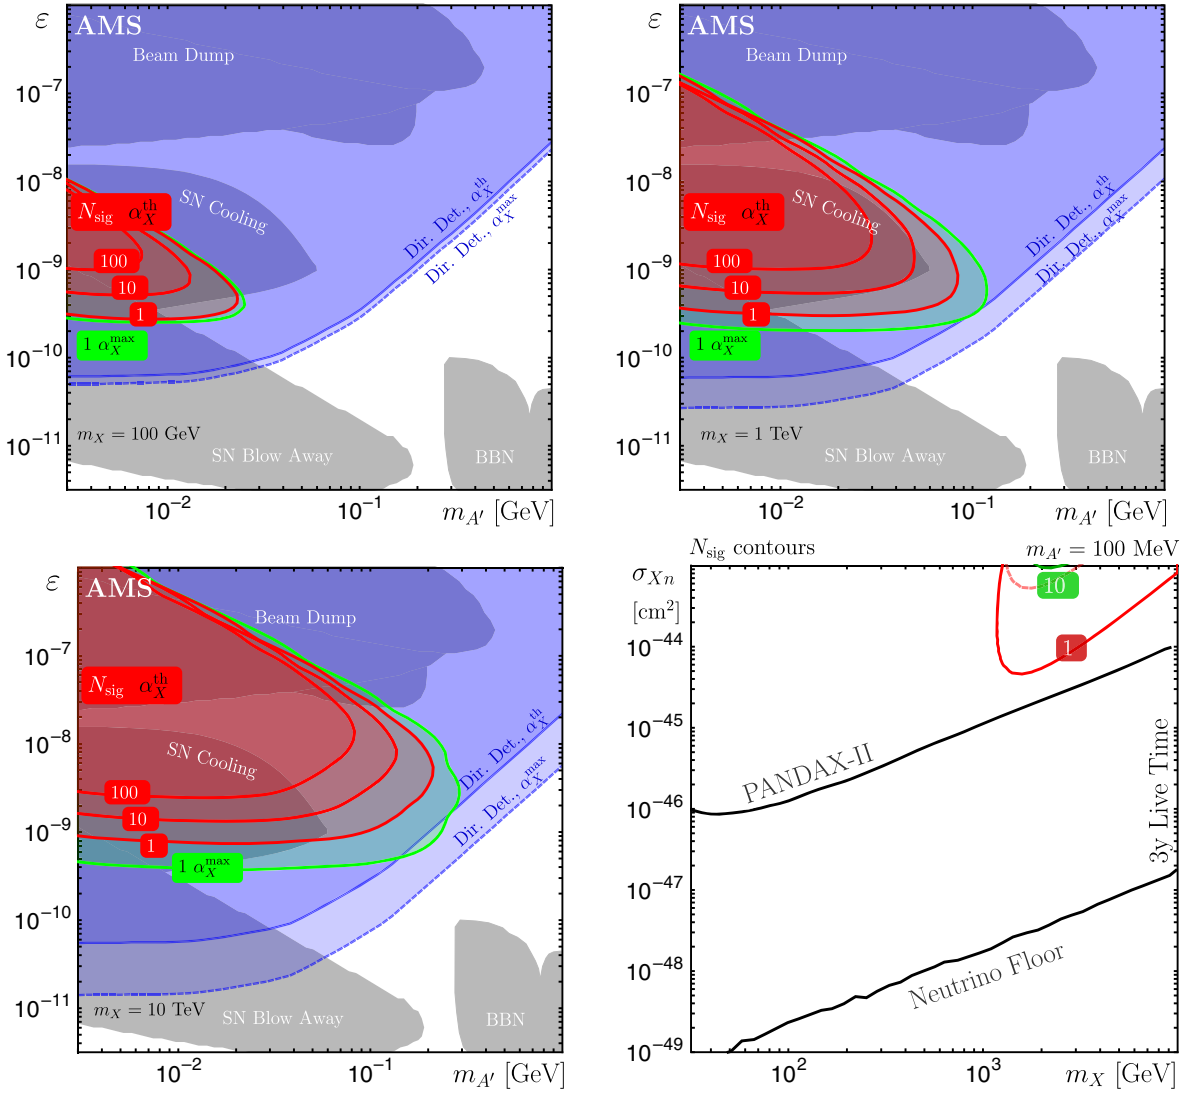 ε
AMS
Beam Dump
10⁻⁷
10⁻⁸
SN Cooling
N_sig α_X^th
Dir. Det., α_X^th
Dir. Det., α_X^max
100
10⁻⁹
10
1
1 α_X^max
10⁻¹⁰
m_X = 100 GeV
10⁻¹¹
SN Blow Away
BBN
10⁻²
10⁻¹
m_A′ [GeV]
ε
AMS
Beam Dump
10⁻⁷
10⁻⁸
SN Cooling
N_sig α_X^th
Dir. Det., α_X^th
Dir. Det., α_X^max
100
10⁻⁹
10
1
1 α_X^max
10⁻¹⁰
m_X = 1 TeV
10⁻¹¹
SN Blow Away
BBN
10⁻²
10⁻¹
m_A′ [GeV]
ε
AMS
Beam Dump
10⁻⁷
N_sig α_X^th
10⁻⁸
SN Cooling
Dir. Det., α_X^th
Dir. Det., α_X^max
100
10
10⁻⁹
1
1 α_X^max
10⁻¹⁰
10⁻¹¹
m_X = 10 TeV
SN Blow Away
BBN
10⁻²
10⁻¹
m_A′ [GeV]
N_sig contours
m_A′ = 100 MeV
σ_Xn
[cm²]
10
10⁻⁴⁴
1
10⁻⁴⁵
PANDAX-II
10⁻⁴⁶
3y Live Time
10⁻⁴⁷
10⁻⁴⁸
Neutrino Floor
10⁻⁴⁹
10²
10³
m_X [GeV]